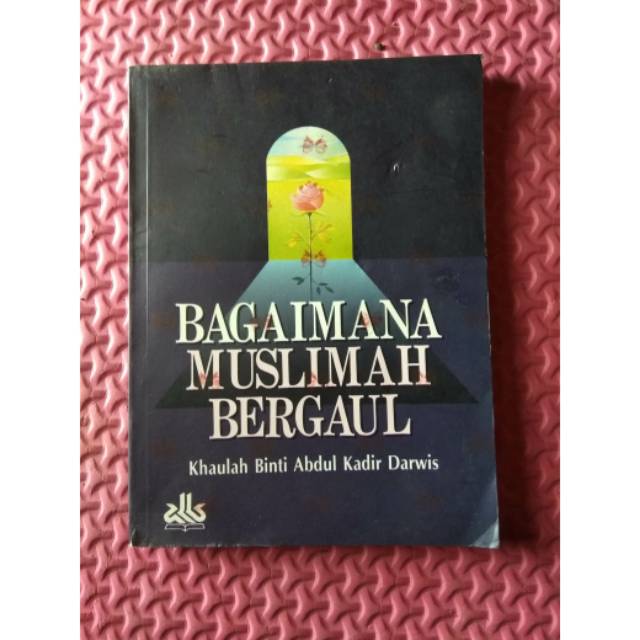 BAGAIMANA
MUSLIMAH
BERGAUL
Khaulah Binti Abdul Kadir Darwis